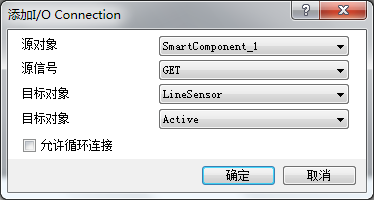 添加I/O Connection
源对象 SmartComponent_1
源信号 GET
目标对象 LineSensor
目标对象 Active
允许循环连接
确定 取消